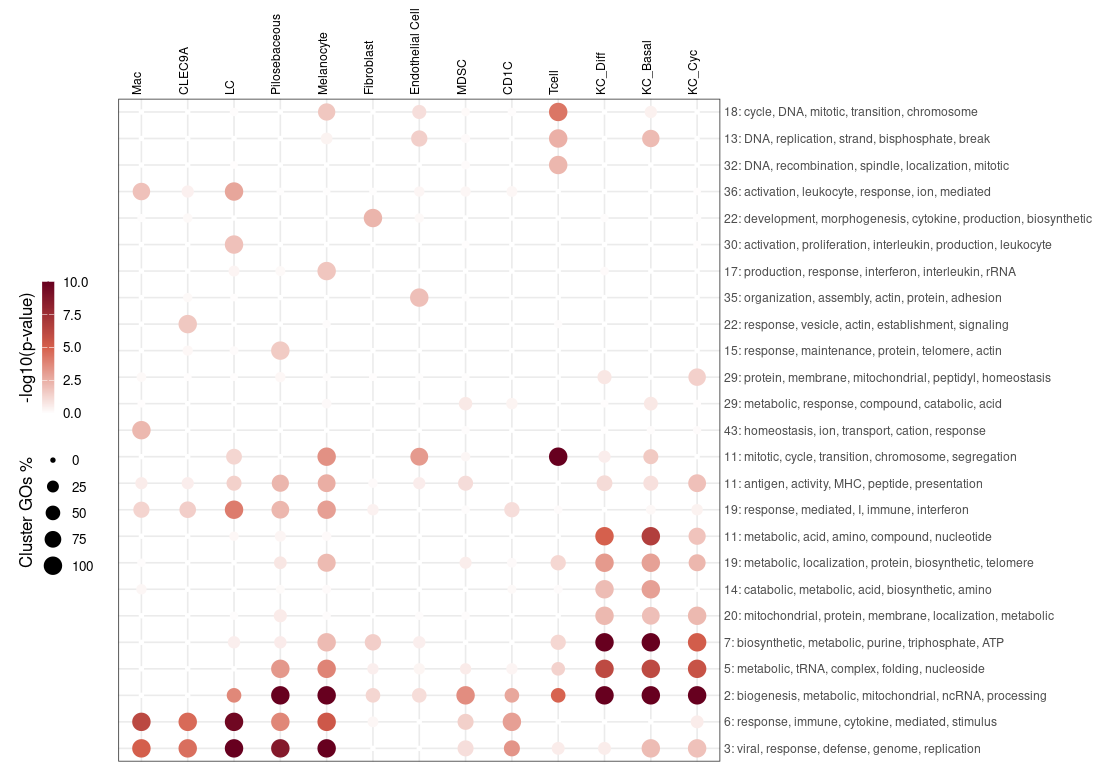 Mac
CLEC9A
LC
Pilosebaceous
Melanocyte
Fibroblast
Endothelial Cell
MDSC
CD1C
Tcell
KC_Diff
KC_Basal
KC_Cyc
18: cycle, DNA, mitotic, transition, chromosome
13: DNA, replication, strand, bisphosphate, break
32: DNA, recombination, spindle, localization, mitotic
36: activation, leukocyte, response, ion, mediated
22: development, morphogenesis, cytokine, production, biosynthetic
30: activation, proliferation, interleukin, production, leukocyte
17: production, response, interferon, interleukin, rRNA
35: organization, assembly, actin, protein, adhesion
22: response, vesicle, actin, establishment, signaling
15: response, maintenance, protein, telomere, actin
29: protein, membrane, mitochondrial, peptidyl, homeostasis
29: metabolic, response, compound, catabolic, acid
43: homeostasis, ion, transport, cation, response
11: mitotic, cycle, transition, chromosome, segregation
11: antigen, activity, MHC, peptide, presentation
19: response, mediated, I, immune, interferon
11: metabolic, acid, amino, compound, nucleotide
19: metabolic, localization, protein, biosynthetic, telomere
14: catabolic, metabolic, acid, biosynthetic, amino
20: mitochondrial, protein, membrane, localization, metabolic
7: biosynthetic, metabolic, purine, triphosphate, ATP
5: metabolic, tRNA, complex, folding, nucleoside
2: biogenesis, metabolic, mitochondrial, ncRNA, processing
6: response, immune, cytokine, mediated, stimulus
3: viral, response, defense, genome, replication
-log10(p-value)
10.0
7.5
5.0
2.5
0.0
Cluster GOs %
0
25
50
75
100